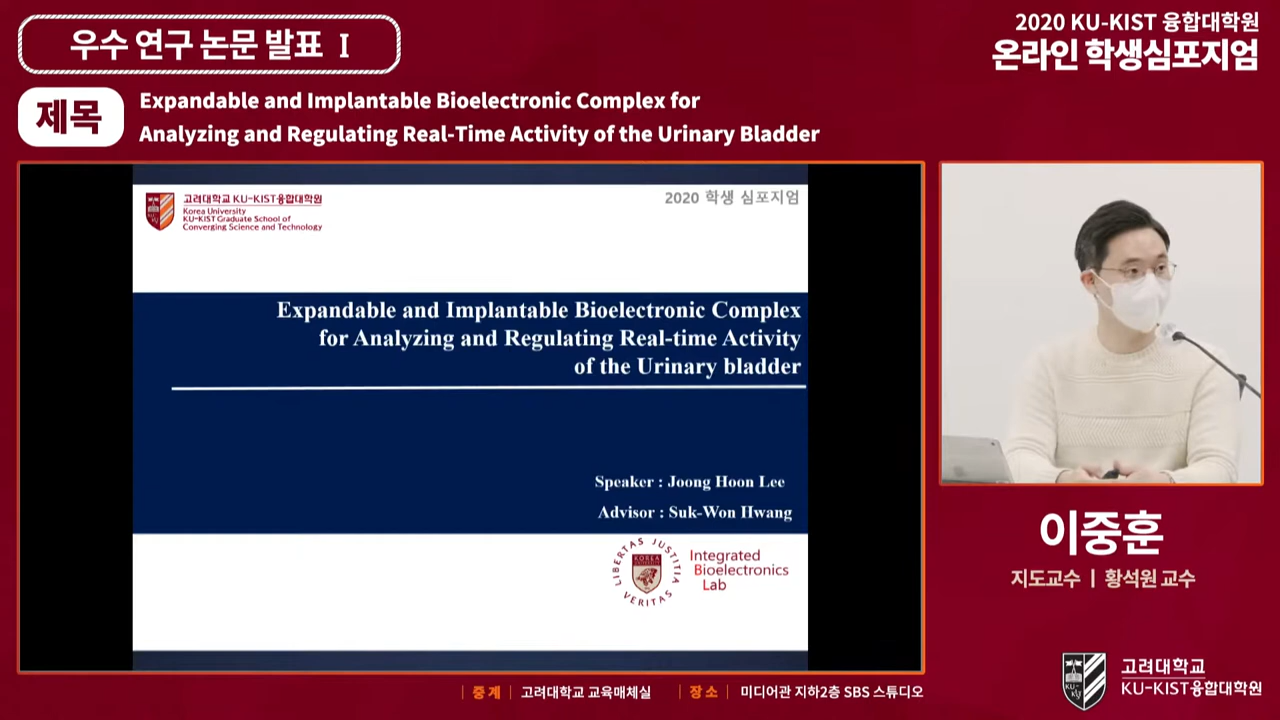 우수 연구 논문 발표 Ⅰ
2020 KU-KIST 융합대학원
온라인 학생심포지엄
제목
Expandable and Implantable Bioelectronic Complex for
Analyzing and Regulating Real-Time Activity of the Urinary Bladder
고려대학교 KU-KIST융합대학원
Korea University
KU-KIST Graduate School of
Converging Science and Technology
2020 학생 심포지엄
Expandable and Implantable Bioelectronic Complex
for Analyzing and Regulating Real-time Activity
of the Urinary bladder
Speaker : Joong Hoon Lee
Advisor : Suk-Won Hwang
LIBERTAS JUSTITIA VERITAS
KOREA
Integrated
Bioelectronics
Lab
이중훈
지도교수 | 황석원 교수
고려대학교
KU-KIST융합대학원
KU-KI
| 중계 | 고려대학교 교육매체실 | 장소 | 미디어관 지하2층 SBS 스튜디오